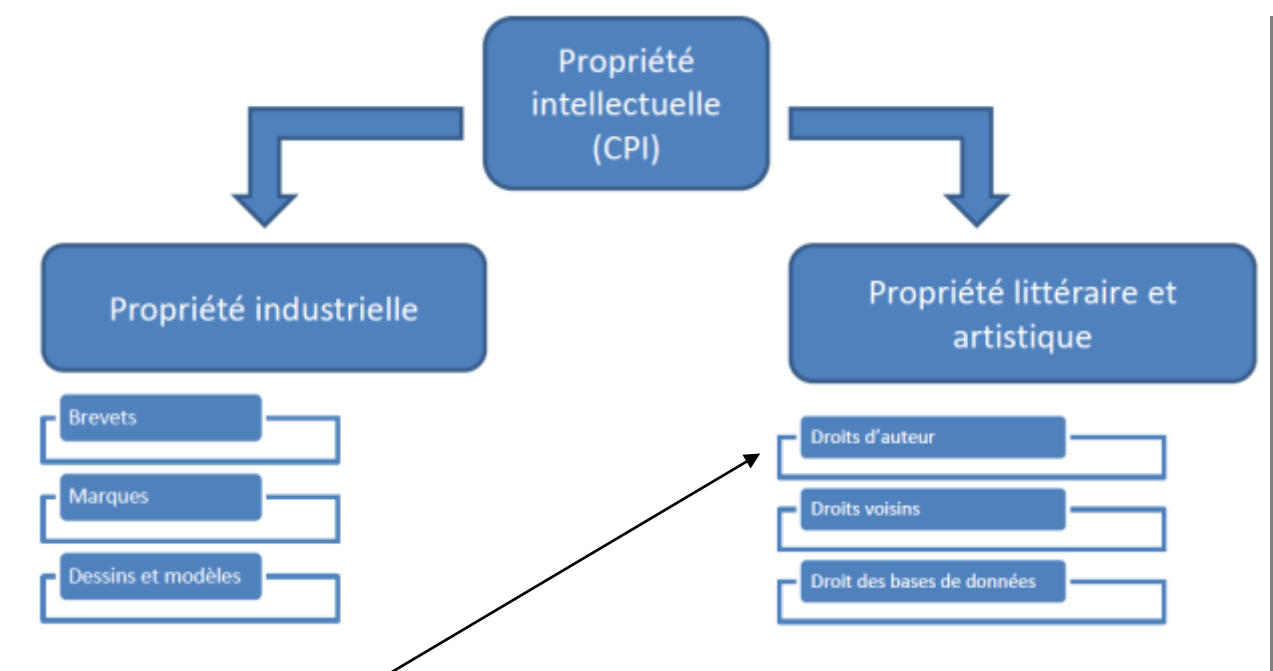 Propriété
intellectuelle
(CPI)
Propriété industrielle
Brevets
Marques
Dessins et modèles
Propriété littéraire et
artistique
Droits d'auteur
Droits voisins
Droit des bases de données